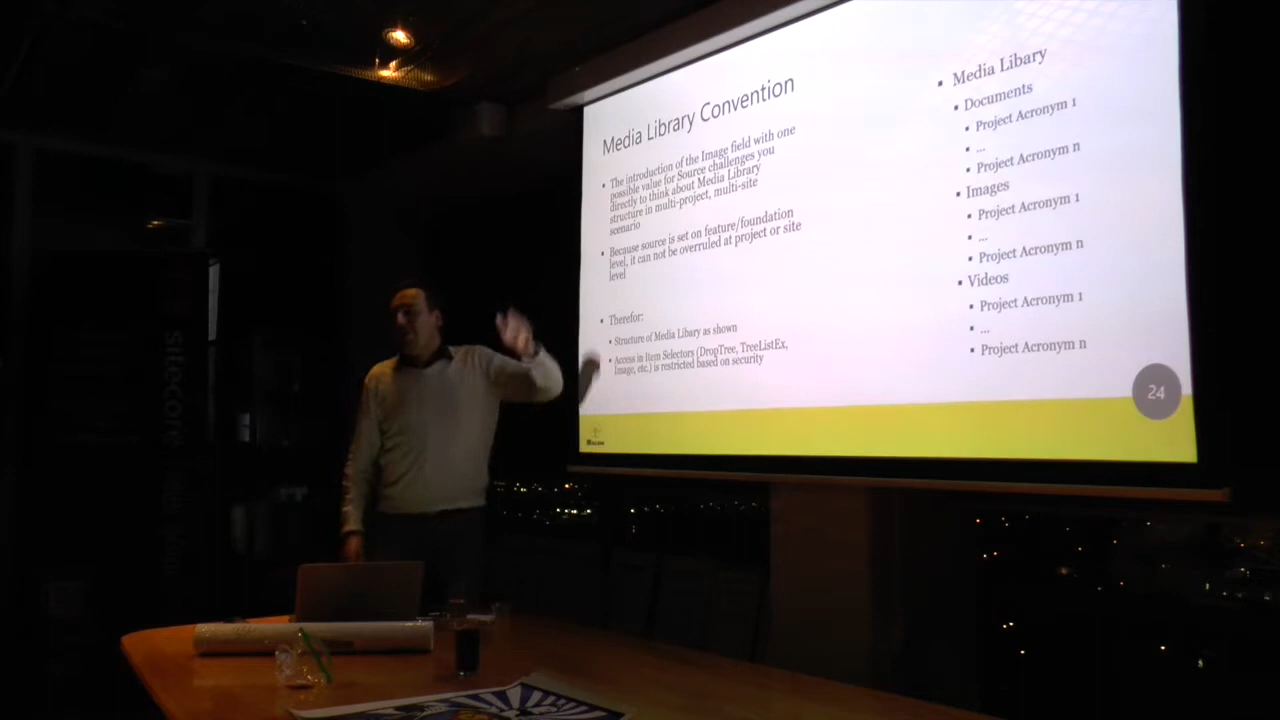 Media Library Convention
The introduction of the Image field with one
possible value for Source challenges you
directly to think about Media Library
structure in multi-project, multi-site
scenario
Because source is set on feature/foundation
level, it can not be overruled at project or site
level
Therefor:
Structure of Media Libary as shown
Access in Item Selectors (DropTree, TreeListEx,
Image, etc.) is restricted based on security
Media Libary
Documents
Project Acronym 1
...
Project Acronym n
Images
Project Acronym 1
...
Project Acronym n
Videos
Project Acronym 1
...
Project Acronym n
24
sitecore